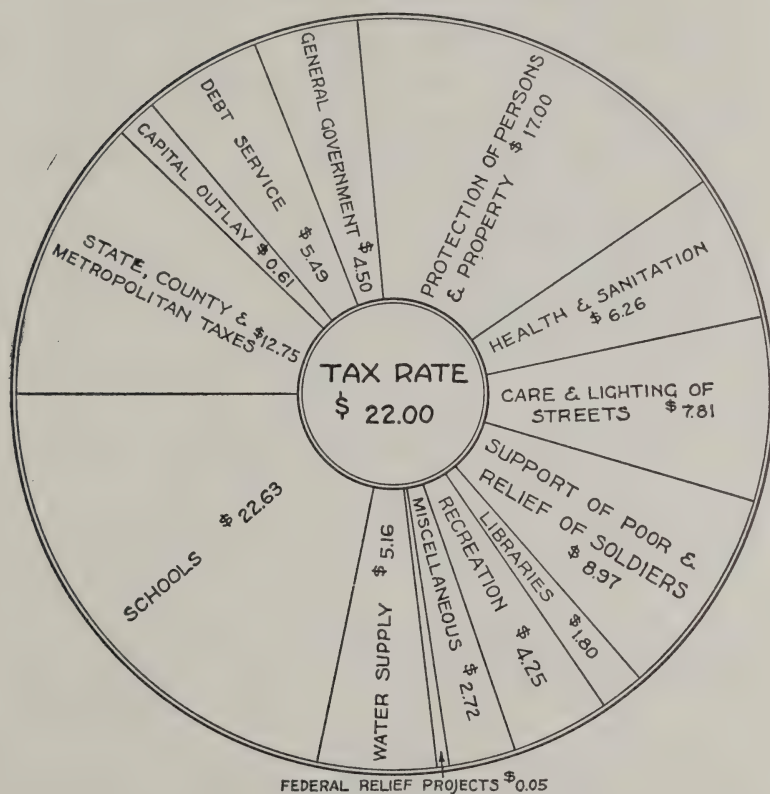 GENERAL GOVERNMENT $ 4.50
PROTECTION OF PERSONS
& PROPERTY $ 17.00
HEALTH & SANITATION
$ 6.26
CARE & LIGHTING OF
STREETS $ 7.81
SUPPORT OF POOR &
RELIEF OF SOLDIERS
$ 8.97
LIBRARIES $ 1.80
RECREATION $ 4.25
MISCELLANEOUS $ 2.72
FEDERAL RELIEF PROJECTS $ 0.05
WATER SUPPLY $ 5.16
SCHOOLS $ 22.63
STATE, COUNTY &
METROPOLITAN TAXES $12.75
CAPITAL OUTLAY $ 0.61
DEBT SERVICE $ 5.49
TAX RATE
$ 22.00